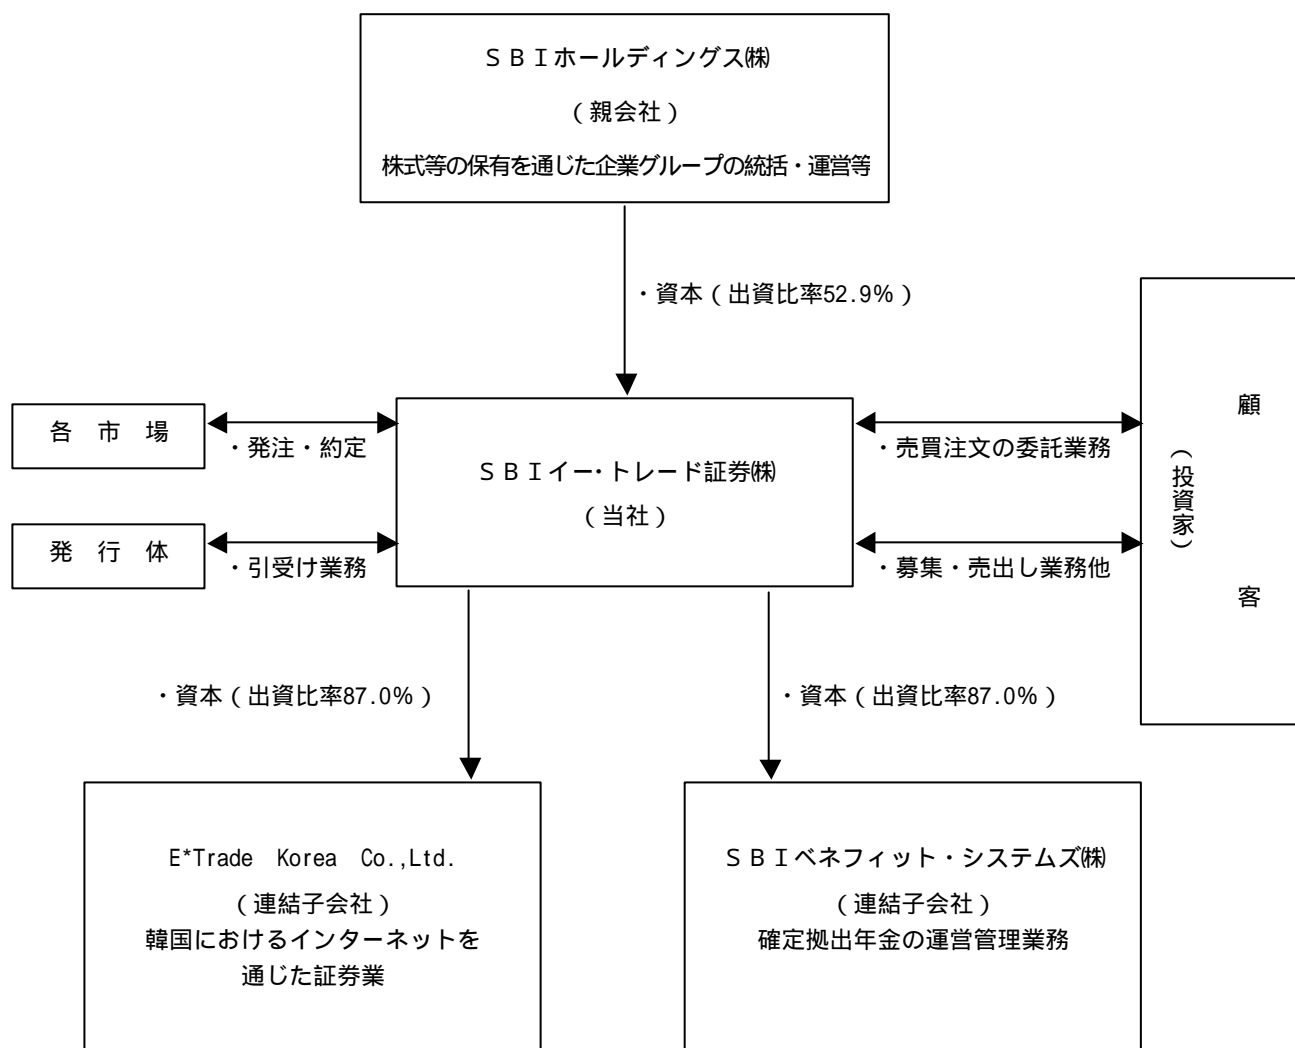 ＳＢＩホールディングス㈱
（親会社）
株式等の保有を通じた企業グループの統括・運営等
・資本（出資比率52.9％）
各　市　場
・発注・約定
発　行　体
・引受け業務
ＳＢＩイー・トレード証券㈱
（当社）
・売買注文の委託業務
・募集・売出し業務他
顧　客
（投資家）
・資本（出資比率87.0％）
・資本（出資比率87.0％）
E*Trade　Korea　Co.,Ltd.
（連結子会社）
韓国におけるインターネットを
通じた証券業
ＳＢＩベネフィット・システムズ㈱
（連結子会社）
確定拠出年金の運営管理業務